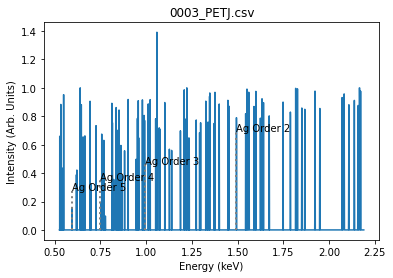 0003_PETJ.csv
Intensity (Arb. Units)
1.4
1.2
1.0
0.8
0.6
0.4
0.2
0.0
Ag Order 2
Ag Order 3
Ag Order 4
Ag Order 5
0.50 0.75 1.00 1.25 1.50 1.75 2.00 2.25
Energy (keV)